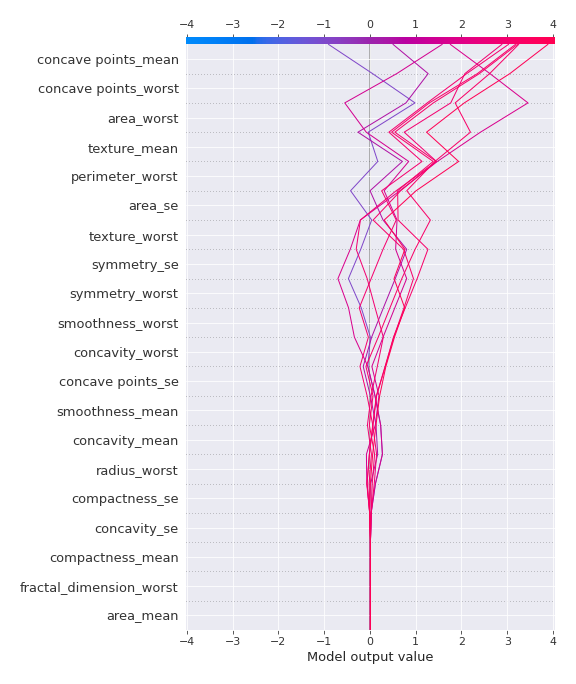 −4 −3 −2 −1 0 1 2 3 4
concave points_mean
concave points_worst
area_worst
texture_mean
perimeter_worst
area_se
texture_worst
symmetry_se
symmetry_worst
smoothness_worst
concavity_worst
concave points_se
smoothness_mean
concavity_mean
radius_worst
compactness_se
concavity_se
compactness_mean
fractal_dimension_worst
area_mean
−4 −3 −2 −1 0 1 2 3 4
Model output value